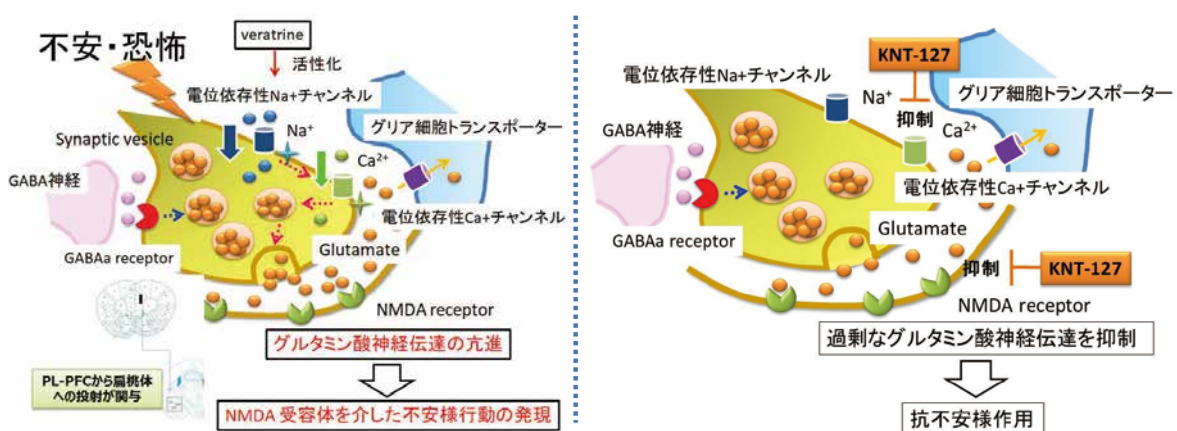 不安・恐怖
veratrine
活性化
電位依存性Na+チャンネル
Na⁺
グリア細胞トランスポーター
Synaptic vesicle
Ca²⁺
GABA神経
電位依存性Ca+チャンネル
GABAa receptor
Glutamate
NMDA receptor
グルタミン酸神経伝達の亢進
PL-PFCから扁桃体
への投射が関与
NMDA 受容体を介した不安様行動の発現
KNT-127
電位依存性Na+チャンネル
Na⁺
グリア細胞トランスポーター
抑制
GABA神経
Ca²⁺
電位依存性Ca+チャンネル
GABAa receptor
Glutamate
抑制
KNT-127
NMDA receptor
過剰なグルタミン酸神経伝達を抑制
抗不安様作用